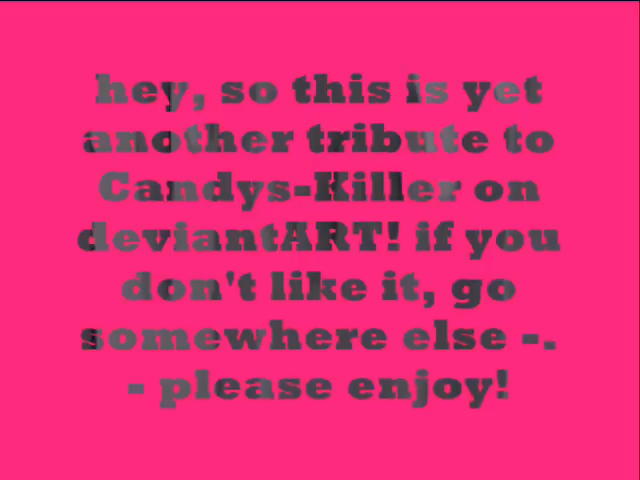 hey, so this is yet
another tribute to
Candys-Killer on
deviantART! if you
don't like it, go
somewhere else -.
- please enjoy!